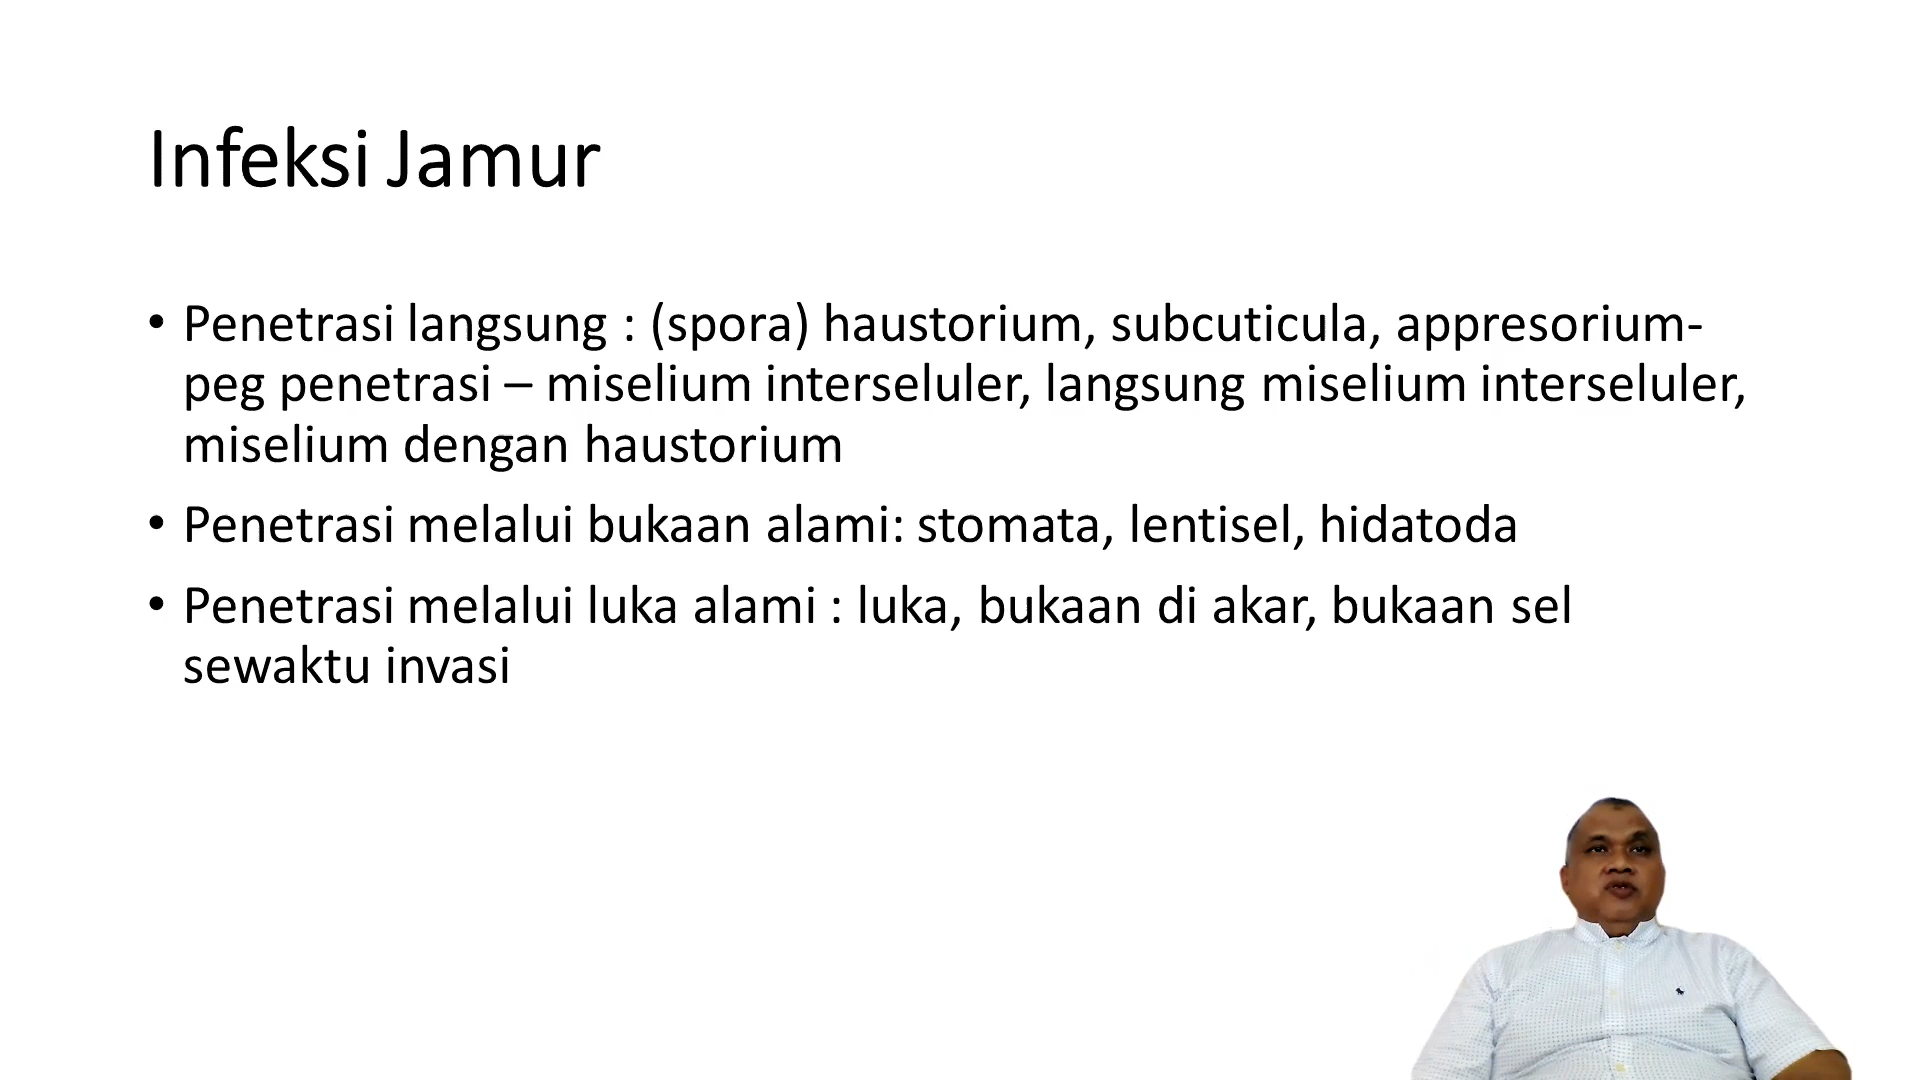 Infeksi Jamur
• Penetrasi langsung : (spora) haustorium, subcuticula, appresorium-
peg penetrasi – miselium interseluler, langsung miselium interseluler,
miselium dengan haustorium
• Penetrasi melalui bukaan alami: stomata, lentisel, hidatoda
• Penetrasi melalui luka alami : luka, bukaan di akar, bukaan sel
sewaktu invasi